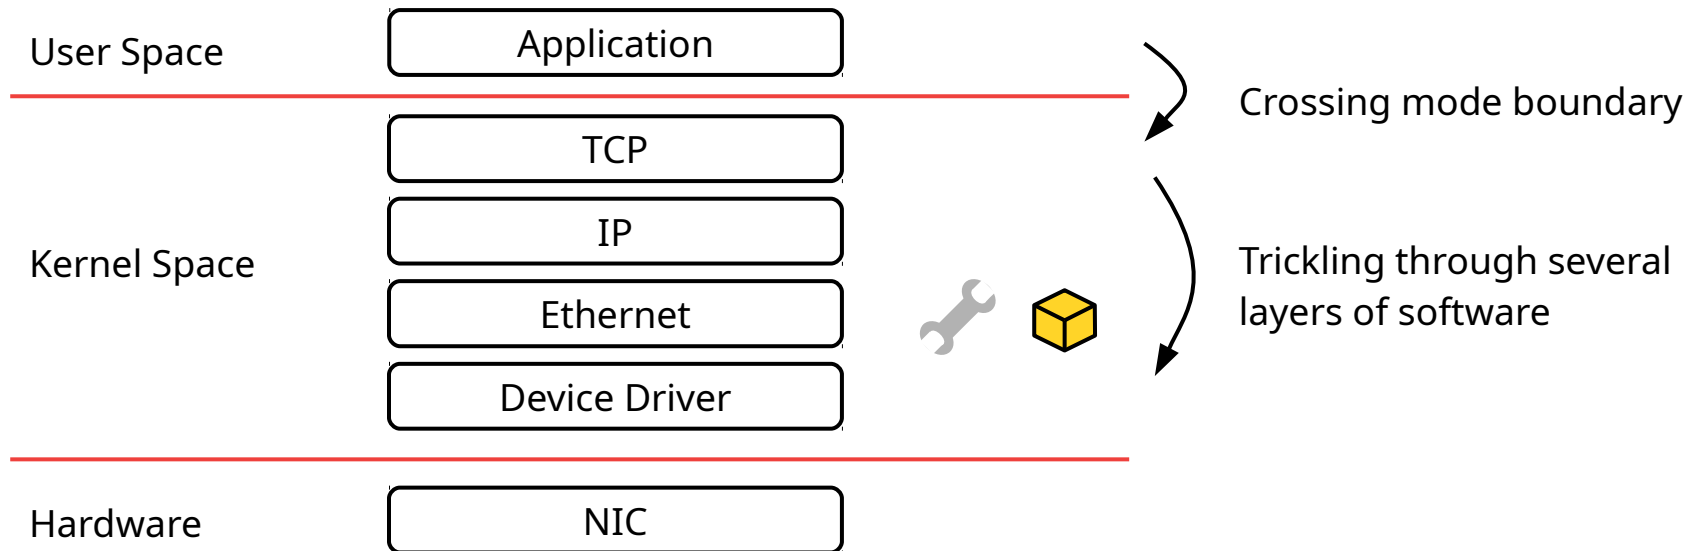 User Space
Application
Crossing mode boundary
TCP
IP
Kernel Space
Trickling through several
layers of software
Ethernet
Device Driver
Hardware
NIC